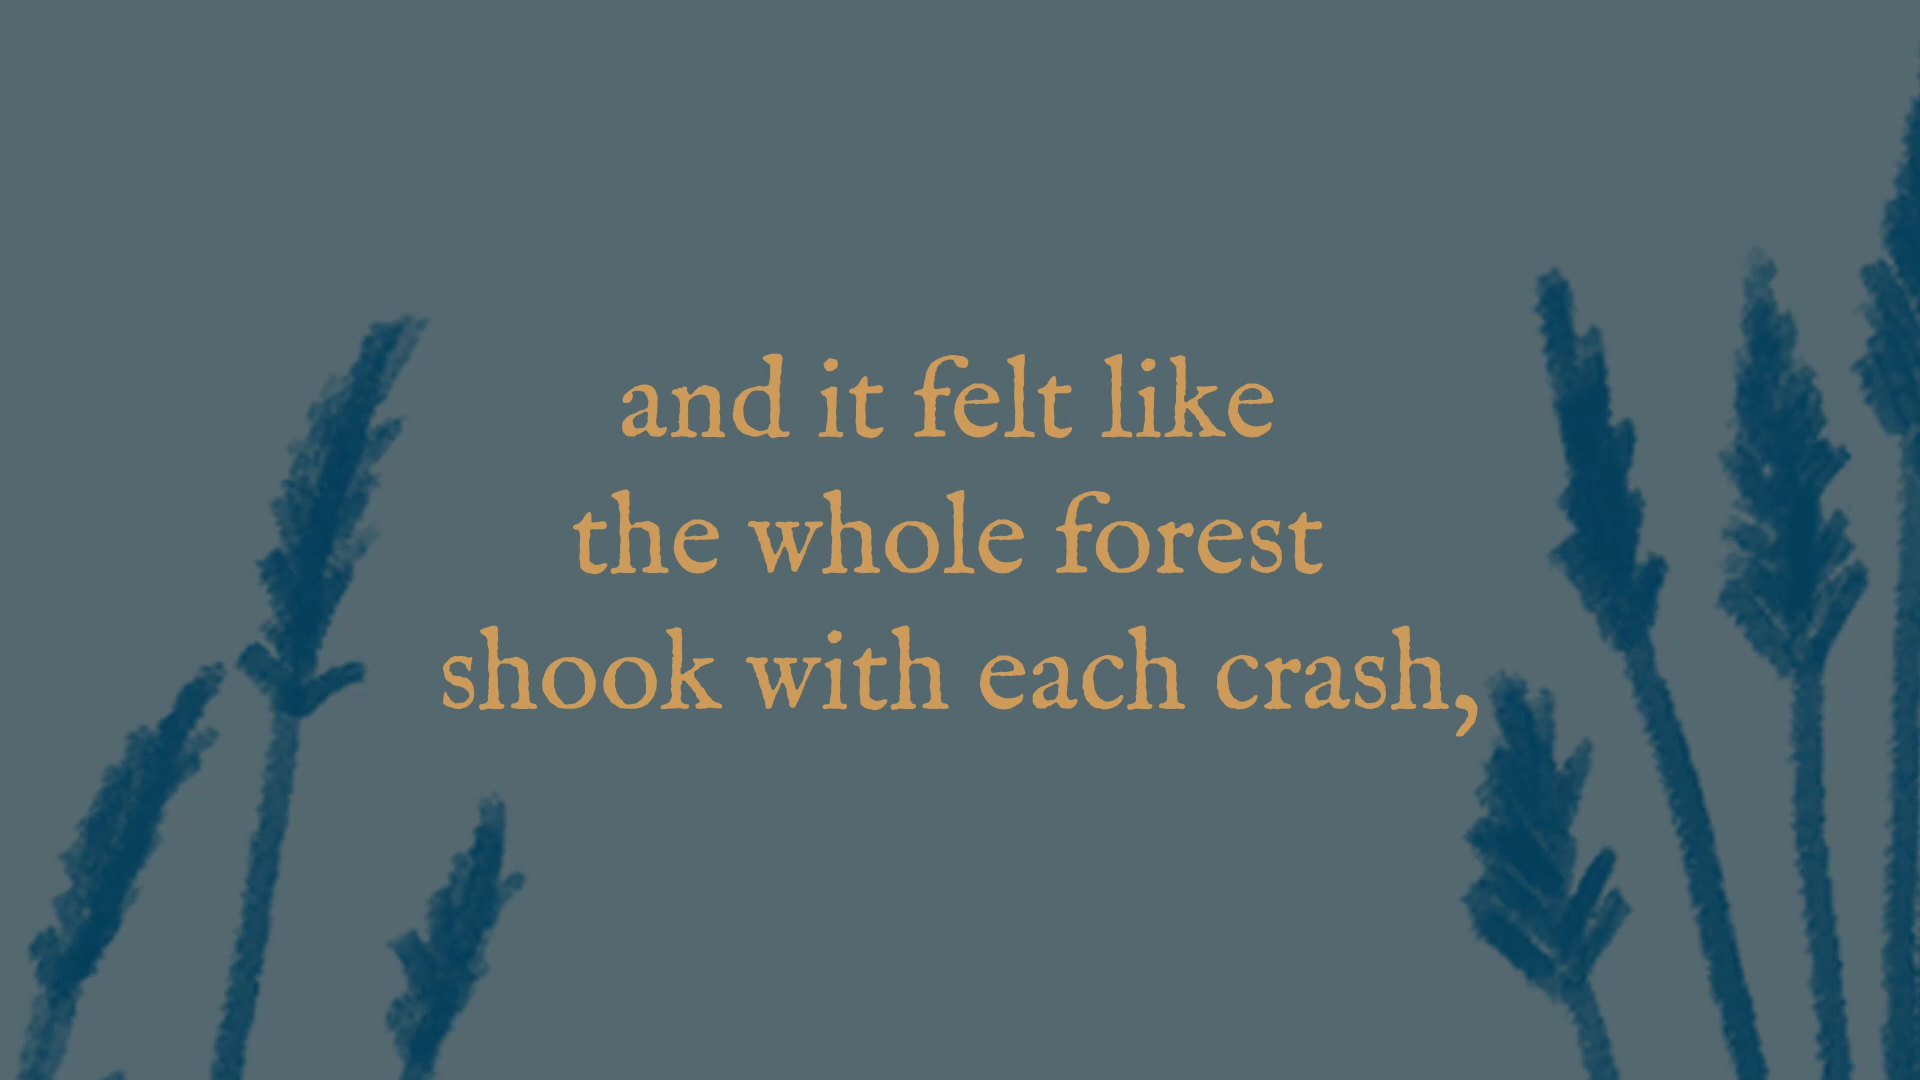 and it felt like
the whole forest
shook with each crash,